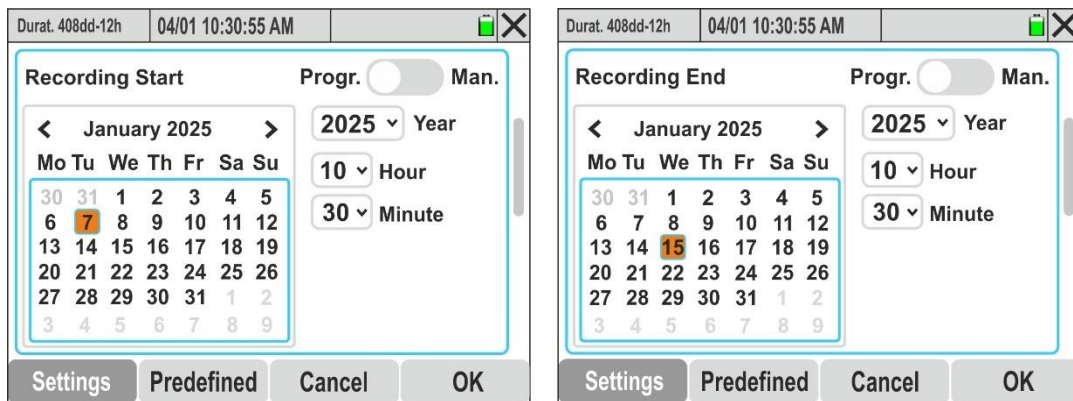 Durat. 408dd-12h 04/01 10:30:55 AM
Recording Start Progr. Man.
January 2025 2025 Year
Mo Tu We Th Fr Sa Su
10 Hour
30 31 1 2 3 4 5
30 Minute
6 7 8 9 10 11 12
13 14 15 16 17 18 19
20 21 22 23 24 25 26
27 28 29 30 31 1 2
3 4 5 6 7 8 9
Settings Predefined Cancel OK
Durat. 408dd-12h 04/01 10:30:55 AM
Recording End Progr. Man.
January 2025 2025 Year
Mo Tu We Th Fr Sa Su
10 Hour
30 31 1 2 3 4 5
30 Minute
6 7 8 9 10 11 12
13 14 15 16 17 18 19
20 21 22 23 24 25 26
27 28 29 30 31 1 2
3 4 5 6 7 8 9
Settings Predefined Cancel OK